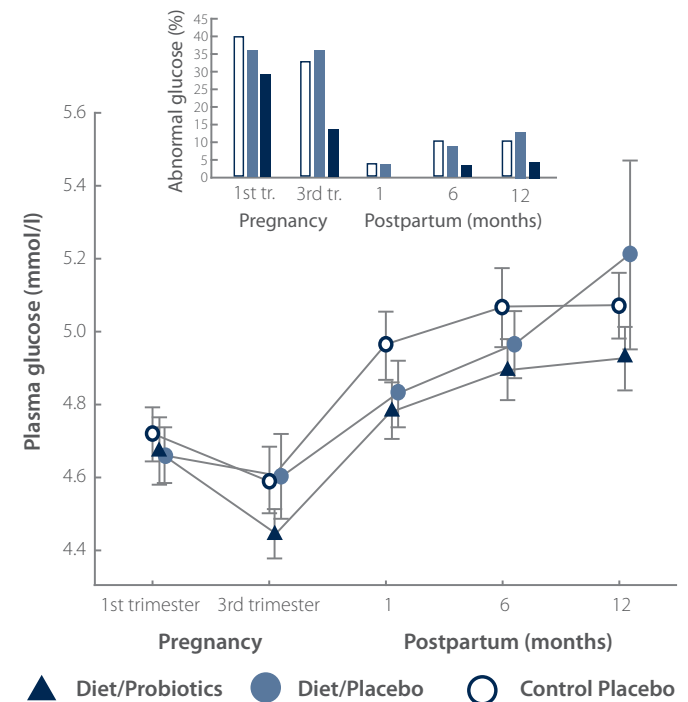 Abnormal glucose (%)
45
40
35
30
25
20
15
10
5
0
1st tr. 3rd tr. 1 6 12
Pregnancy Postpartum (months)
Plasma glucose (mmol/l)
5.6
5.4
5.2
5.0
4.8
4.6
4.4
1st trimester 3rd trimester 1 6 12
Pregnancy Postpartum (months)
Diet/Probiotics Diet/Placebo Control Placebo